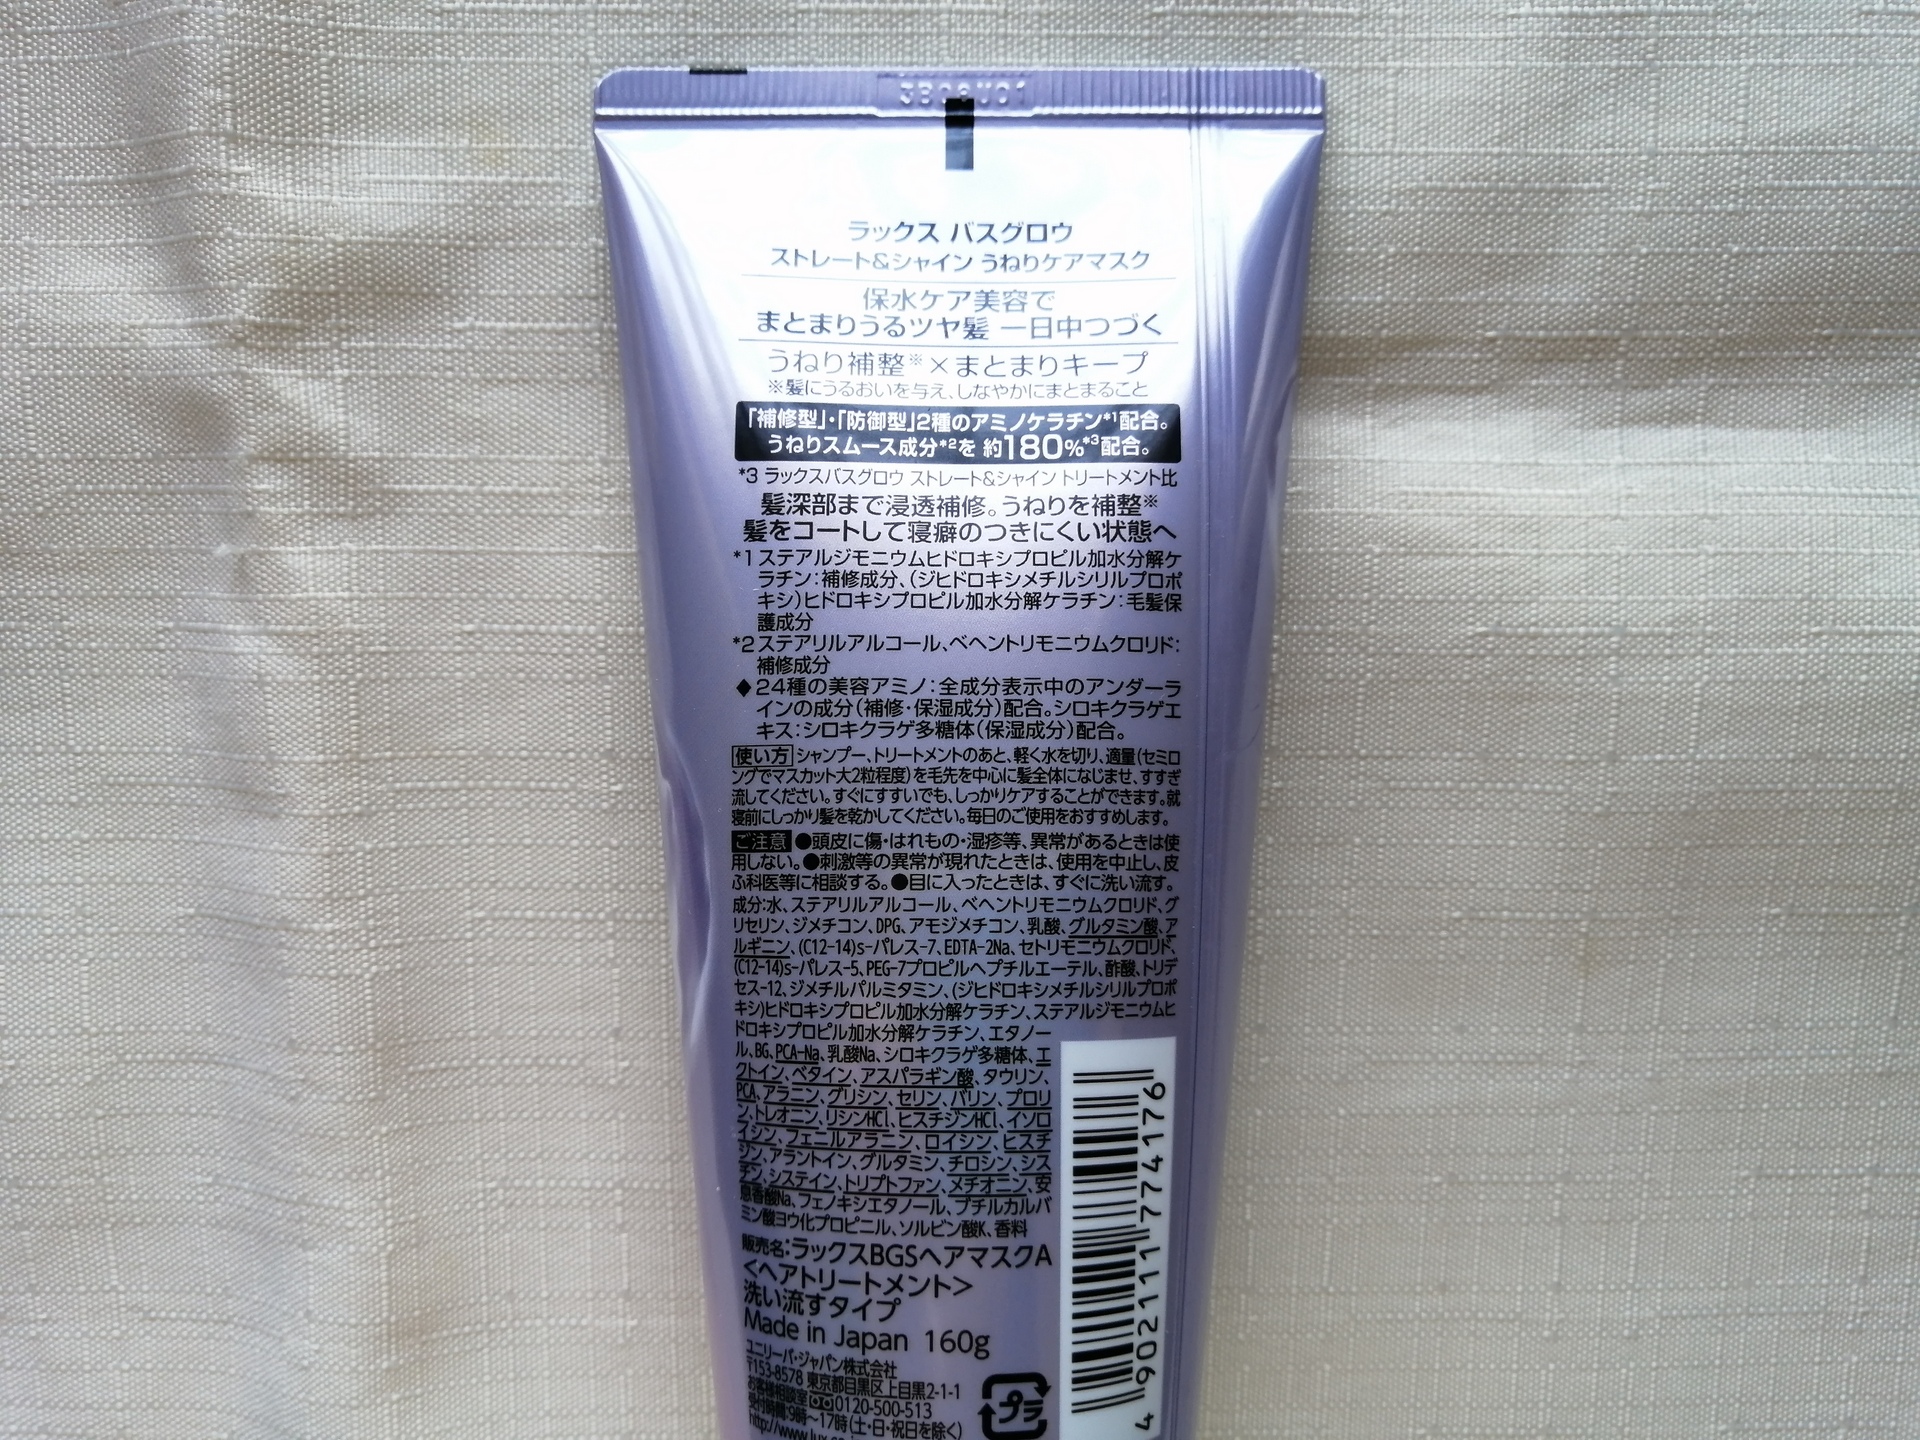 ラックス バスグロウ
ストレート&シャイン うねりケアマスク
保水ケア美容で
まとまりうるツヤ髪 一日中つづく
うねり補整※×まとまりキープ
※髪にうるおいを与え、しなやかにまとまること
「補修型」・「防御型」2種のアミノケラチン*1配合。
うねりスムース成分*2を 約180%*3配合。
*3 ラックスバスグロウ ストレート&シャイン トリートメント比
髪深部まで浸透補修。うねりを補整※
髪をコートして寝癖のつきにくい状態へ
*1 ステアルジモニウムヒドロキシプロピル加水分解ケ
ラチン：補修成分、(ジヒドロキシメチルシリルプロポ
キシ)ヒドロキシプロピル加水分解ケラチン：毛髪保
護成分
*2 ステアリルアルコール、ベヘントリモニウムクロリド：
補修成分
◆24種の美容アミノ：全成分表示中のアンダーラ
インの成分(補修・保湿成分)配合。シロキクラゲエ
キス：シロキクラゲ多糖体(保湿成分)配合。
使い方 シャンプー、トリートメントのあと、軽く水を切り、適量(セミロ
ングでマスカット大2粒程度)を毛先を中心に髪全体になじませ、すすぎ
流してください。すぐにすすいでも、しっかりケアすることができます。就
寝前にしっかり髪を乾かしてください。毎日のご使用をおすすめします。
ご注意 ●頭皮に傷・はれもの・湿疹等、異常があるときは使
用しない。●刺激等の異常が現れたときは、使用を中止し、皮
ふ科医等に相談する。●目に入ったときは、すぐに洗い流す。
成分：水、ステアリルアルコール、ベヘントリモニウムクロリド、グ
リセリン、ジメチコン、DPG、アモジメチコン、乳酸、グルタミン酸、ア
ルギニン、(C12-14)s-パレス-7、EDTA-2Na、セトリモニウムクロリド、
(C12-14)s-パレス-5、PEG-7プロピルヘプチルエーテル、酢酸、トリデ
セス-12、ジメチルパルミタミン、(ジヒドロキシメチルシリルプロポ
キシ)ヒドロキシプロピル加水分解ケラチン、ステアルジモニウムヒ
ドロキシプロピル加水分解ケラチン、エタノー
ル、BG、PCA-Na、乳酸Na、シロキクラゲ多糖体、エ
クトイン、ベタイン、アスパラギン酸、タウリン、
PCA、アラニン、グリシン、セリン、バリン、プロリ
ン、トレオニン、リシンHCl、ヒスチジンHCl、イソロ
イシン、フェニルアラニン、ロイシン、ヒスチ
ジン、アラントイン、グルタミン、チロシン、シス
チン、システイン、トリプトファン、メチオニン、安
息香酸Na、フェノキシエタノール、ブチルカルバ
ミン酸ヨウ化プロピニル、ソルビン酸K、香料
販売名：ラックスBGSヘアマスクA
<ヘアトリートメント>
洗い流すタイプ
Made in Japan 160g
ユニリーバ・ジャパン株式会社
〒153-8578 東京都目黒区上目黒2-1-1
お客様相談室 0120-500-513
受付時間：9時〜17時(土・日・祝日を除く)
http://www.lux.co
プラ
4 902111 774176